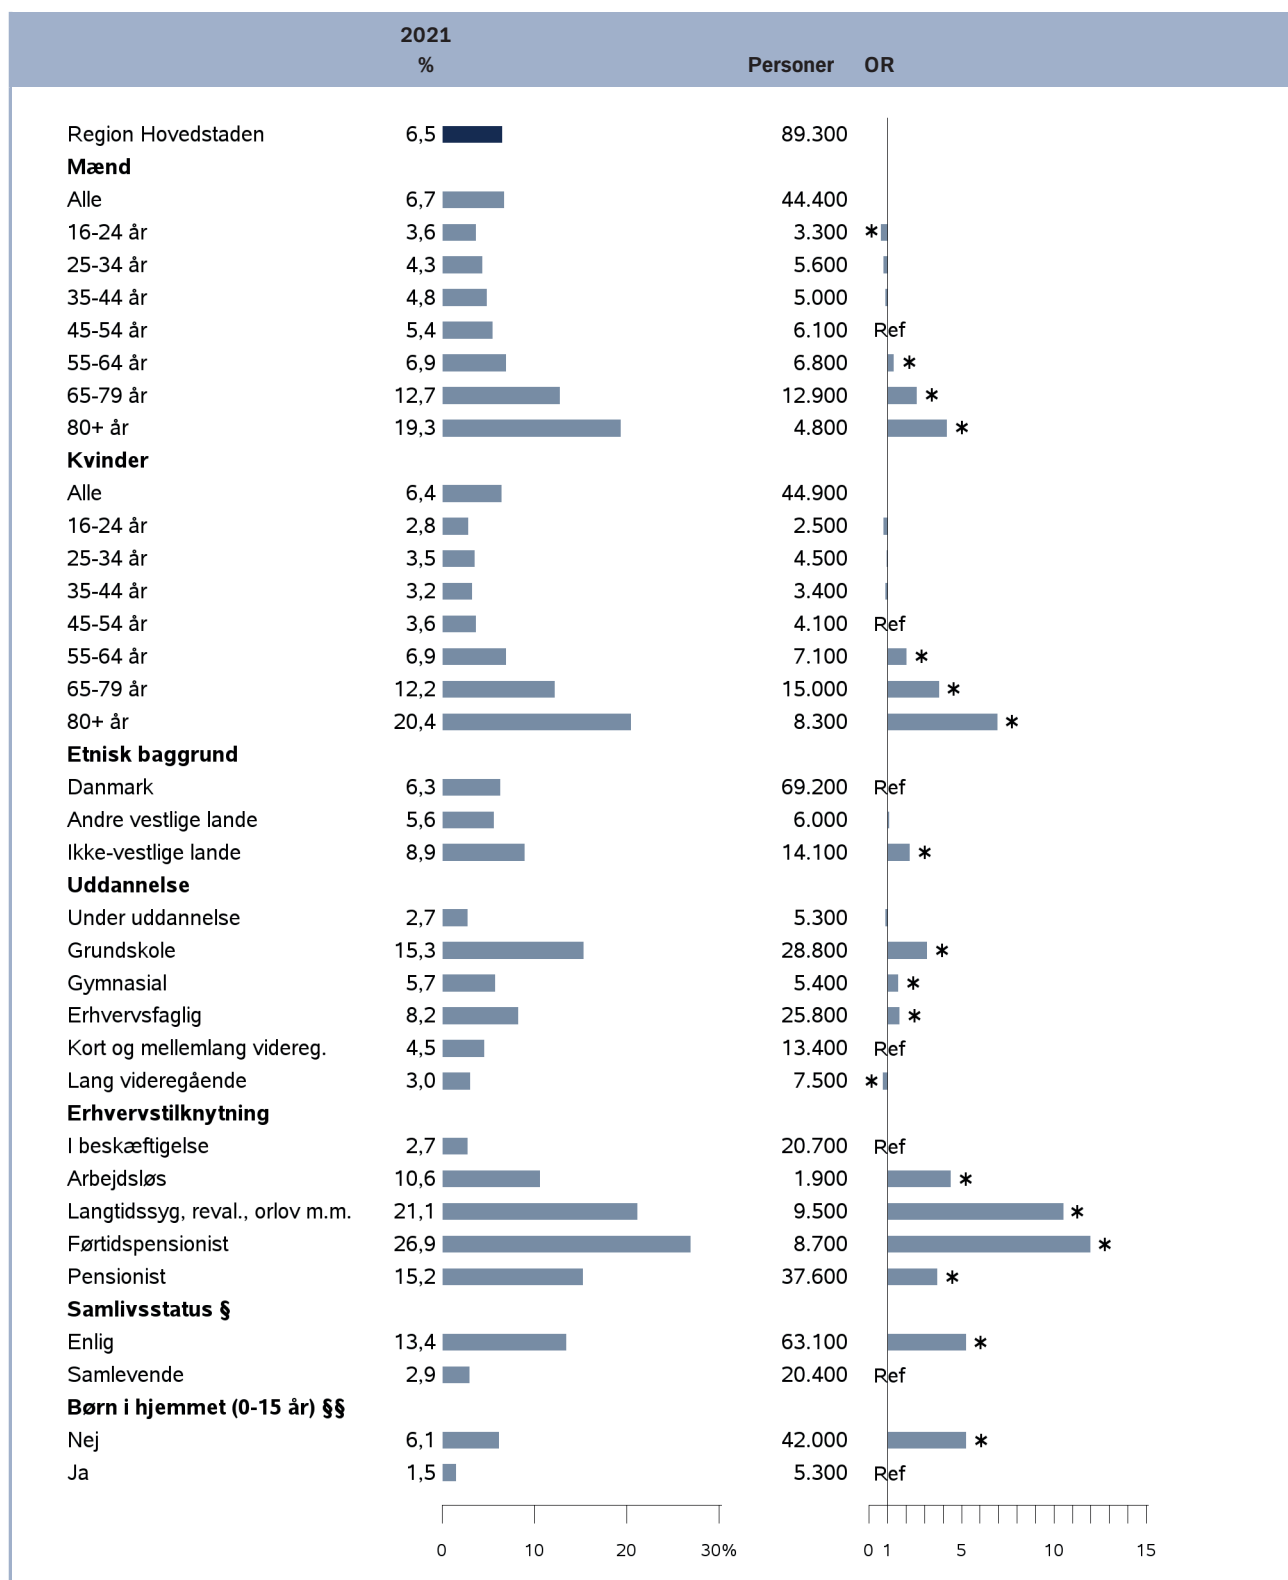 2021
% Personer OR
Region Hovedstaden 6,5 89.300
Mænd
Alle 6,7 44.400
16-24 år 3,6 3.300 *
25-34 år 4,3 5.600
35-44 år 4,8 5.000
45-54 år 5,4 6.100 Ref
55-64 år 6,9 6.800 *
65-79 år 12,7 12.900 *
80+ år 19,3 4.800 *
Kvinder
Alle 6,4 44.900
16-24 år 2,8 2.500
25-34 år 3,5 4.500
35-44 år 3,2 3.400
45-54 år 3,6 4.100 Ref
55-64 år 6,9 7.100 *
65-79 år 12,2 15.000 *
80+ år 20,4 8.300 *
Etnisk baggrund
Danmark 6,3 69.200 Ref
Andre vestlige lande 5,6 6.000
Ikke-vestlige lande 8,9 14.100 *
Uddannelse
Under uddannelse 2,7 5.300
Grundskole 15,3 28.800 *
Gymnasial 5,7 5.400 *
Erhvervsfaglig 8,2 25.800 *
Kort og mellemlang videreg. 4,5 13.400 Ref
Lang videregående 3,0 7.500 *
Erhvervstilknytning
I beskæftigelse 2,7 20.700 Ref
Arbejdsløs 10,6 1.900 *
Langtidssyg, reval., orlov m.m. 21,1 9.500 *
Førtidspensionist 26,9 8.700 *
Pensionist 15,2 37.600 *
Samlivsstatus §
Enlig 13,4 63.100 *
Samlevende 2,9 20.400 Ref
Børn i hjemmet (0-15 år) §§
Nej 6,1 42.000 *
Ja 1,5 5.300 Ref
0 10 20 30% 0 1 5 10 15